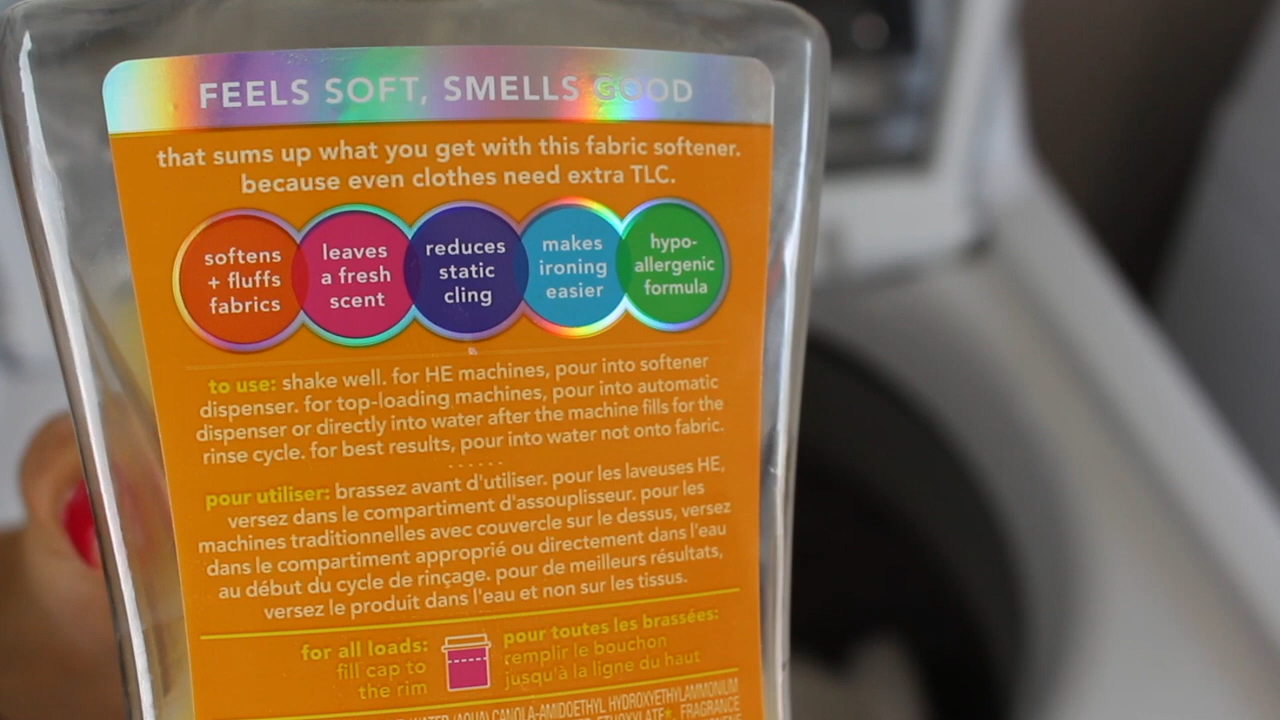 FEELS SOFT, SMELLS GOOD
that sums up what you get with this fabric softener.
because even clothes need extra TLC.
softens
+ fluffs
fabrics
leaves
a fresh
scent
reduces
static
cling
makes
ironing
easier
hypo-
allergenic
formula
to use: shake well. for HE machines, pour into softener
dispenser. for top-loading machines, pour into automatic
dispenser or directly into water after the machine fills for the
rinse cycle. for best results, pour into water not onto fabric.
......
pour utiliser: brassez avant d'utiliser. pour les laveuses HE,
versez dans le compartiment d'assouplisseur. pour les
machines traditionnelles avec couvercle sur le dessus, versez
dans le compartiment approprié ou directement dans l'eau
au début du cycle de rinçage. pour de meilleurs résultats,
versez le produit dans l'eau et non sur les tissus.
for all loads:
fill cap to
the rim
pour toutes les brassées:
remplir le bouchon
jusqu'à la ligne du haut
WATER (AQUA) CANOLA-AMIDOETHYL HYDROXYETHYLAMMONIUM
FRAGRANCE